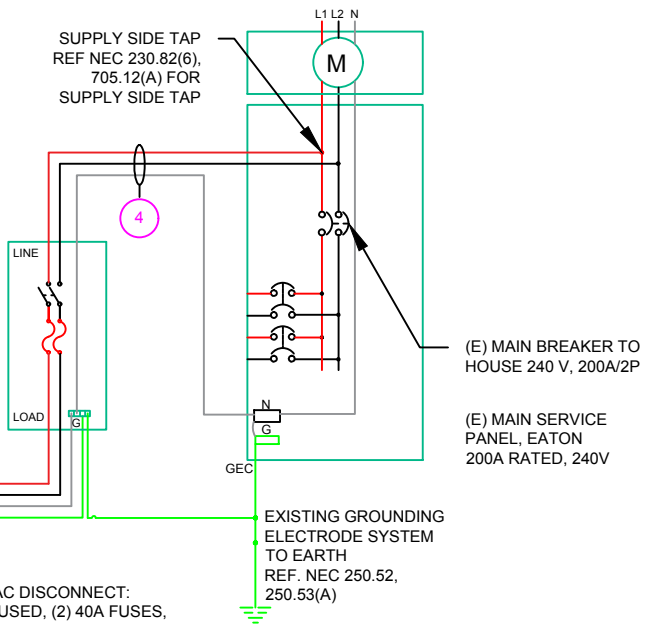 L1 L2 N
SUPPLY SIDE TAP
REF NEC 230.82(6),
705.12(A) FOR
SUPPLY SIDE TAP
M
4
LINE
LOAD
G
(E) MAIN BREAKER TO
HOUSE 240 V, 200A/2P
(E) MAIN SERVICE
PANEL, EATON
200A RATED, 240V
N
G
GEC
EXISTING GROUNDING
ELECTRODE SYSTEM
TO EARTH
REF. NEC 250.52,
250.53(A)
AC DISCONNECT:
USED, (2) 40A FUSES,